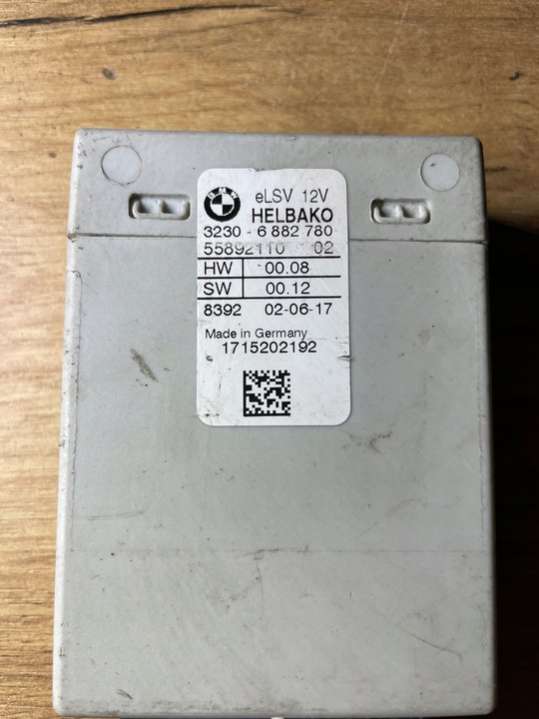 BMW
eLSV 12V
HELBAKO
3230 - 6 882 780
55892110 02
HW 00.08
SW 00.12
8392 02-06-17
Made in Germany
1715202192